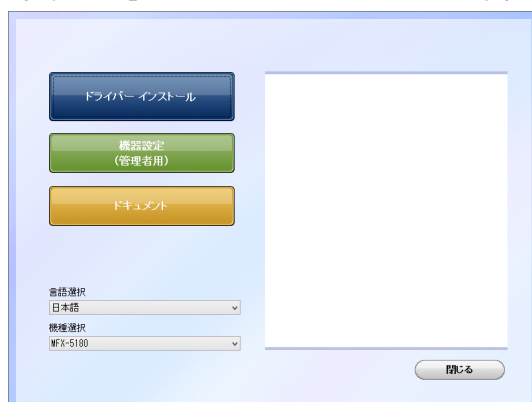 ドライバー インストール
機器設定
(管理者用)
ドキュメント
言語選択
日本語
機種選択
MFX-5180
閉じる